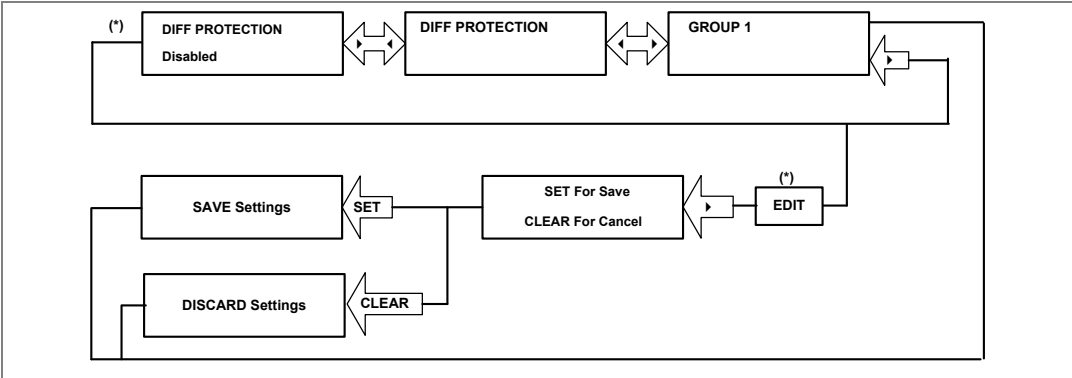 (*)
DIFF PROTECTION
Disabled
DIFF PROTECTION
GROUP 1
SAVE Settings
SET
SET For Save
CLEAR For Cancel
(*)
EDIT
DISCARD Settings
CLEAR